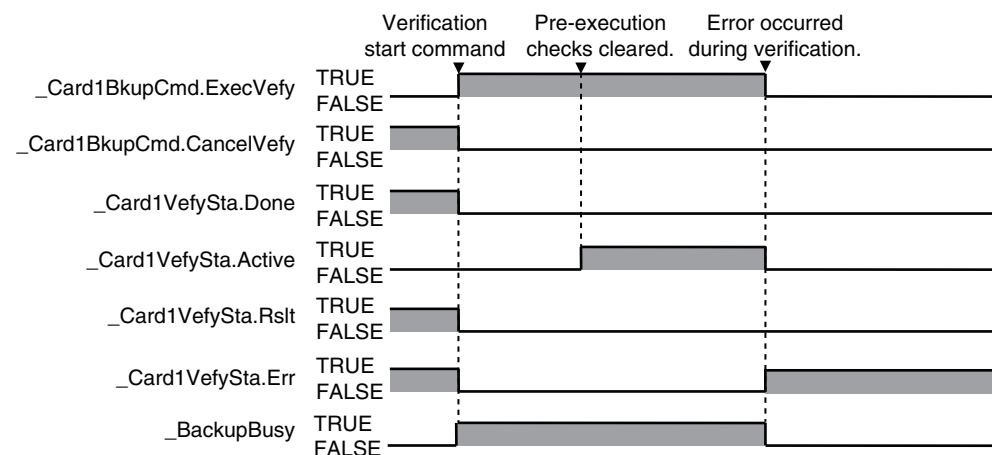 Verification
start command
Pre-execution
checks cleared.
Error occurred
during verification.
_Card1BkupCmd.ExecVefy
TRUE
FALSE
_Card1BkupCmd.CancelVefy
TRUE
FALSE
_Card1VefySta.Done
TRUE
FALSE
_Card1VefySta.Active
TRUE
FALSE
_Card1VefySta.Rslt
TRUE
FALSE
_Card1VefySta.Err
TRUE
FALSE
_BackupBusy
TRUE
FALSE